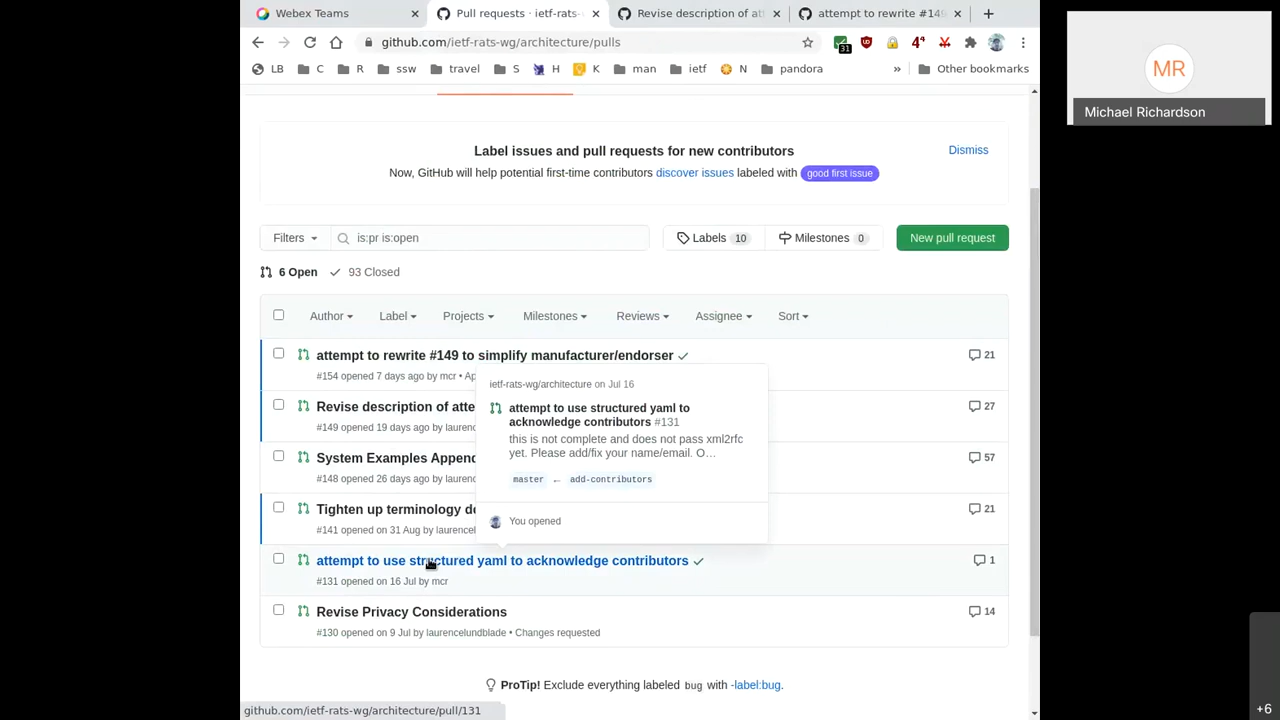 Webex Teams
Pull requests · ietf-rats-
Revise description of at
attempt to rewrite #149
github.com/ietf-rats-wg/architecture/pulls
31
LB C R ssw travel S H K man ietf N pandora » Other bookmarks
MR
Michael Richardson
Label issues and pull requests for new contributors
Dismiss
Now, GitHub will help potential first-time contributors discover issues labeled with good first issue
Filters is:pr is:open Labels 10 Milestones 0 New pull request
6 Open 93 Closed
Author Label Projects Milestones Reviews Assignee Sort
attempt to rewrite #149 to simplify manufacturer/endorser 21
#154 opened 7 days ago by mcr • Ap
ietf-rats-wg/architecture on Jul 16
attempt to use structured yaml to
acknowledge contributors #131
this is not complete and does not pass xml2rfc
yet. Please add/fix your name/email. O…
master ← add-contributors
You opened
Revise description of atte 27
#149 opened 19 days ago by laurenc
System Examples Append 57
#148 opened 26 days ago by laurenc
Tighten up terminology de 21
#141 opened on 31 Aug by laurencel
attempt to use structured yaml to acknowledge contributors 1
#131 opened on 16 Jul by mcr
Revise Privacy Considerations 14
#130 opened on 9 Jul by laurencelundblade • Changes requested
ProTip! Exclude everything labeled bug with -label:bug.
github.com/ietf-rats-wg/architecture/pull/131
+6